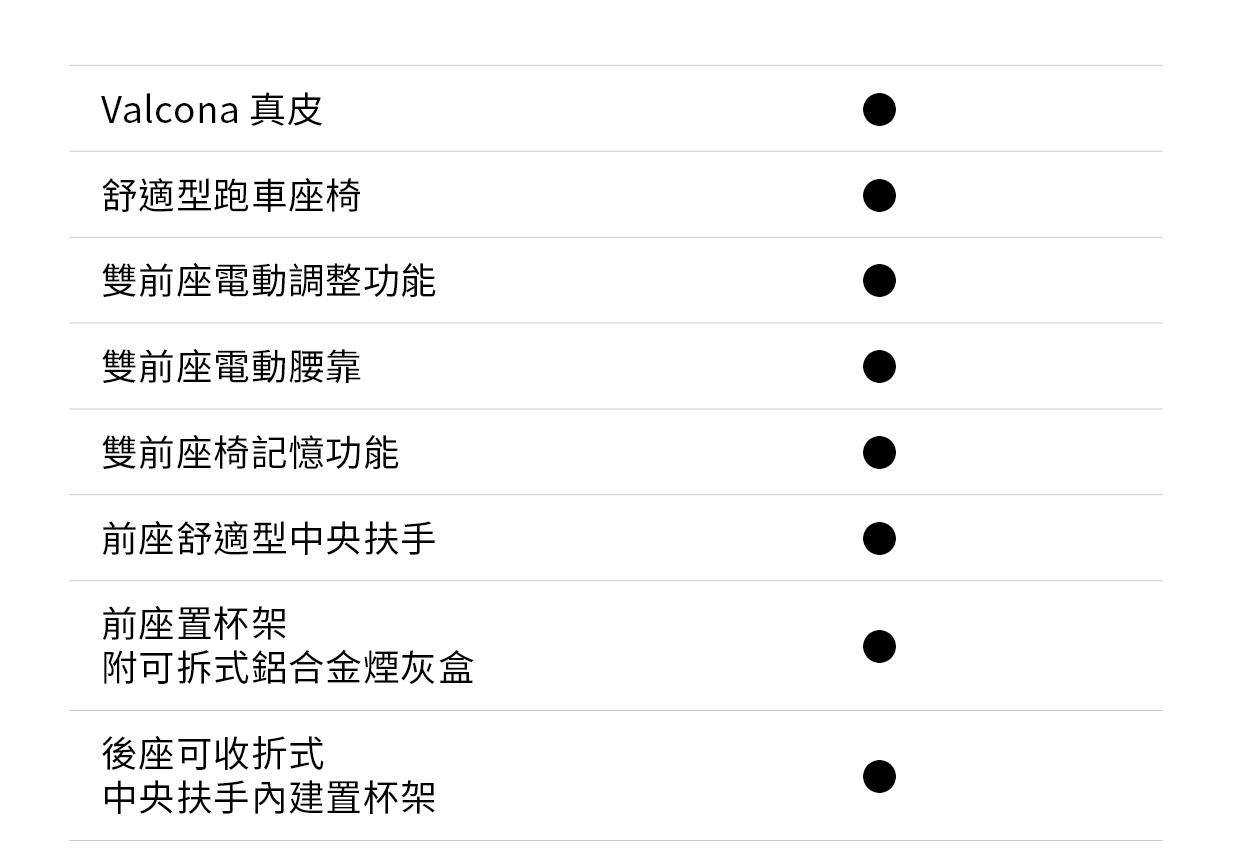 Valcona 真皮 ●
舒適型跑車座椅 ●
雙前座電動調整功能 ●
雙前座電動腰靠 ●
雙前座椅記憶功能 ●
前座舒適型中央扶手 ●
前座置杯架
附可拆式鋁合金煙灰盒 ●
後座可收折式
中央扶手內建置杯架 ●